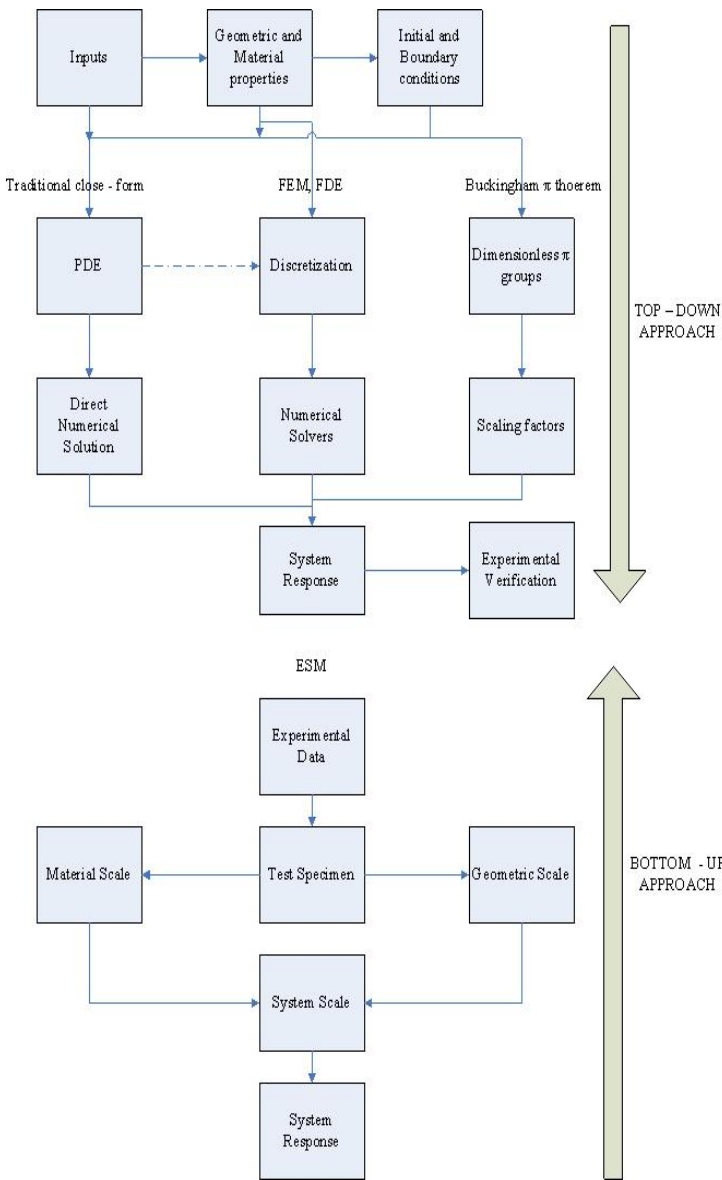 Inputs
Geometric and
Material
properties
Initial and
Boundary
conditions
Traditional close - form
FEM, FDE
Buckingham π thoerem
PDE
Discretization
Dimensionless π
groups
TOP – DOWN
APPROACH
Direct
Numerical
Solution
Numerical
Solvers
Scaling factors
System
Response
Experimental
Verification
ESM
Experimental
Data
Material Scale
Test Specimen
Geometric Scale
BOTTOM - UP
APPROACH
System Scale
System
Response